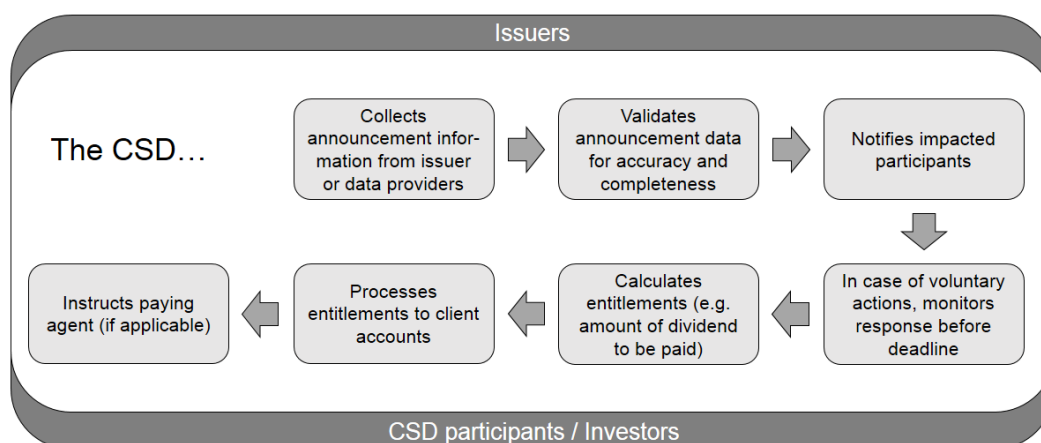 Issuers
The CSD...
Collects
announcement infor-
mation from issuer
or data providers
Validates
announcement data
for accuracy and
completeness
Notifies impacted
participants
In case of voluntary
actions, monitors
response before
deadline
Calculates
entitlements (e.g.
amount of dividend
to be paid)
Processes
entitlements to client
accounts
Instructs paying
agent (if applicable)
CSD participants / Investors